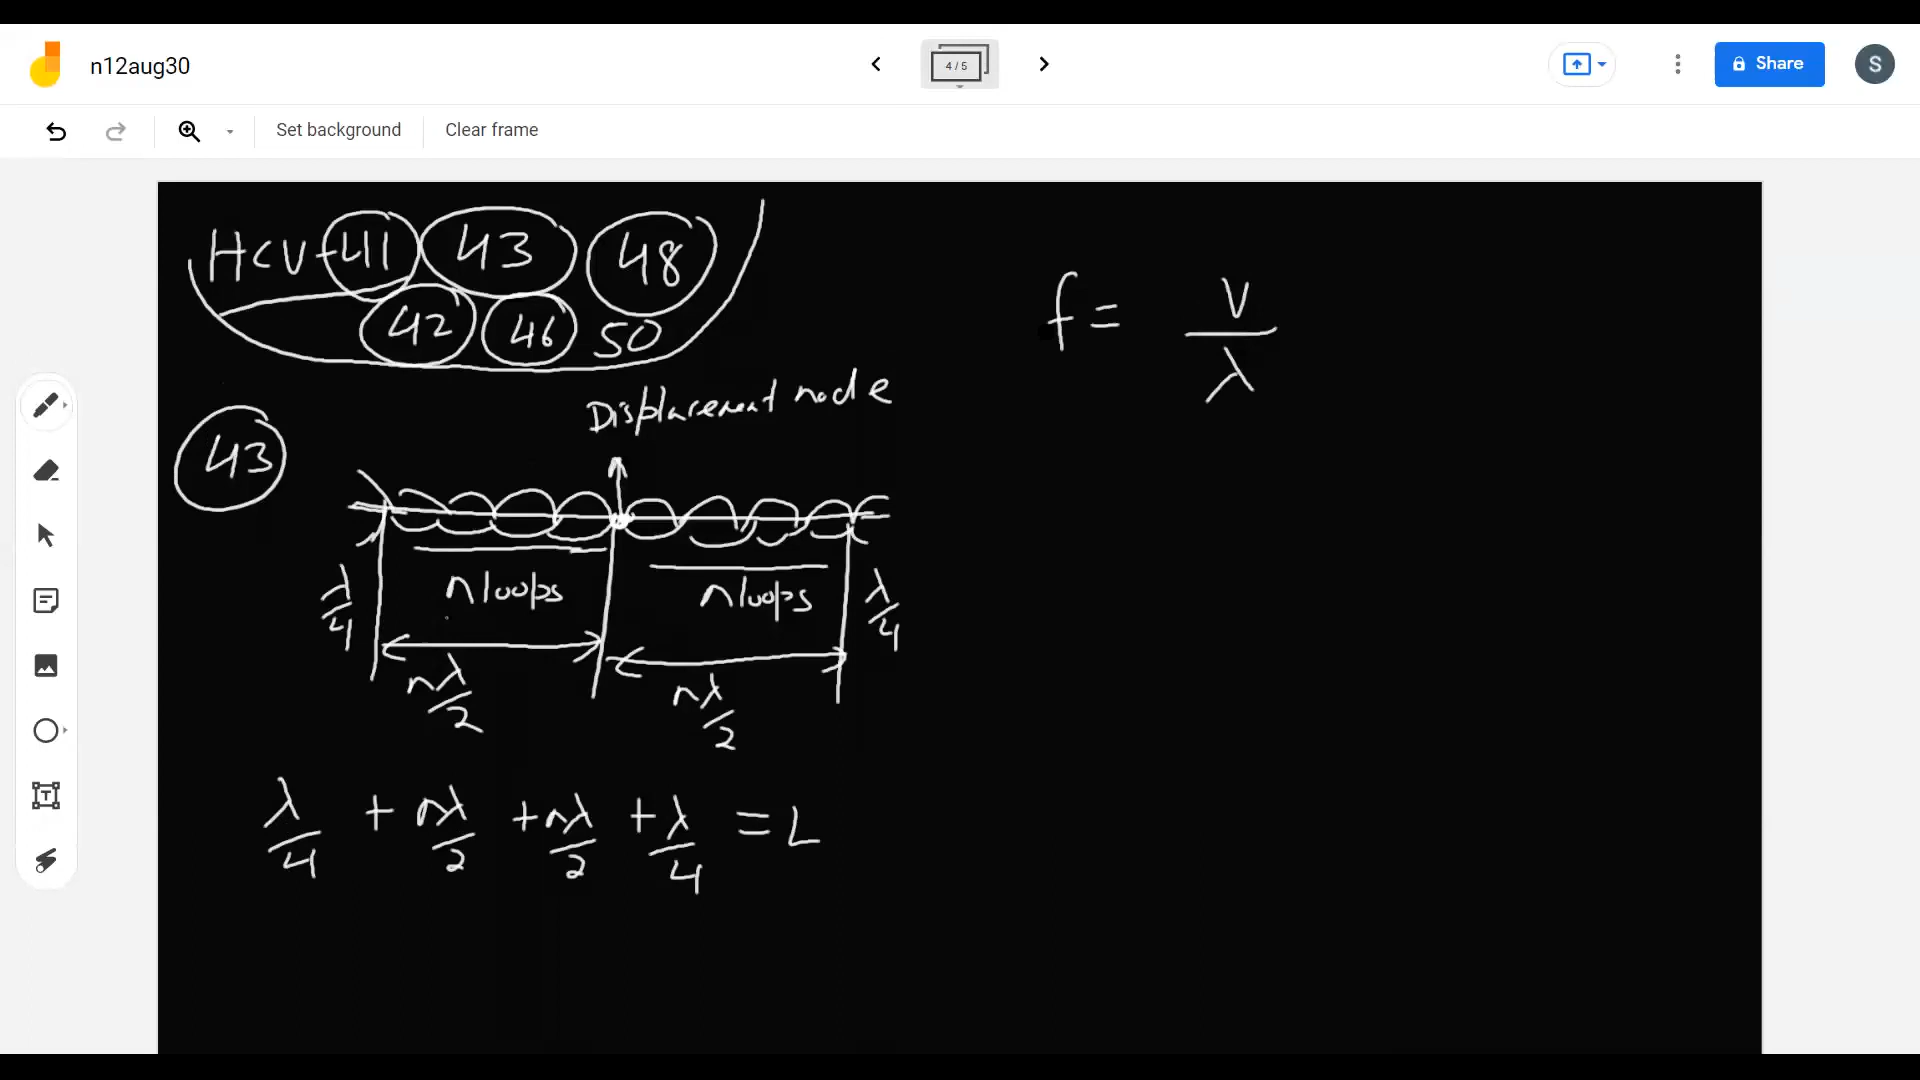 n12aug30
4 / 5
Share
S
Set background
Clear frame
HCV-41 43 48
42 46 50
f = v/λ
Displacement node
43
λ/4 n loops n loops λ/4
nλ/2 nλ/2
λ/4 + nλ/2 + nλ/2 + λ/4 = L